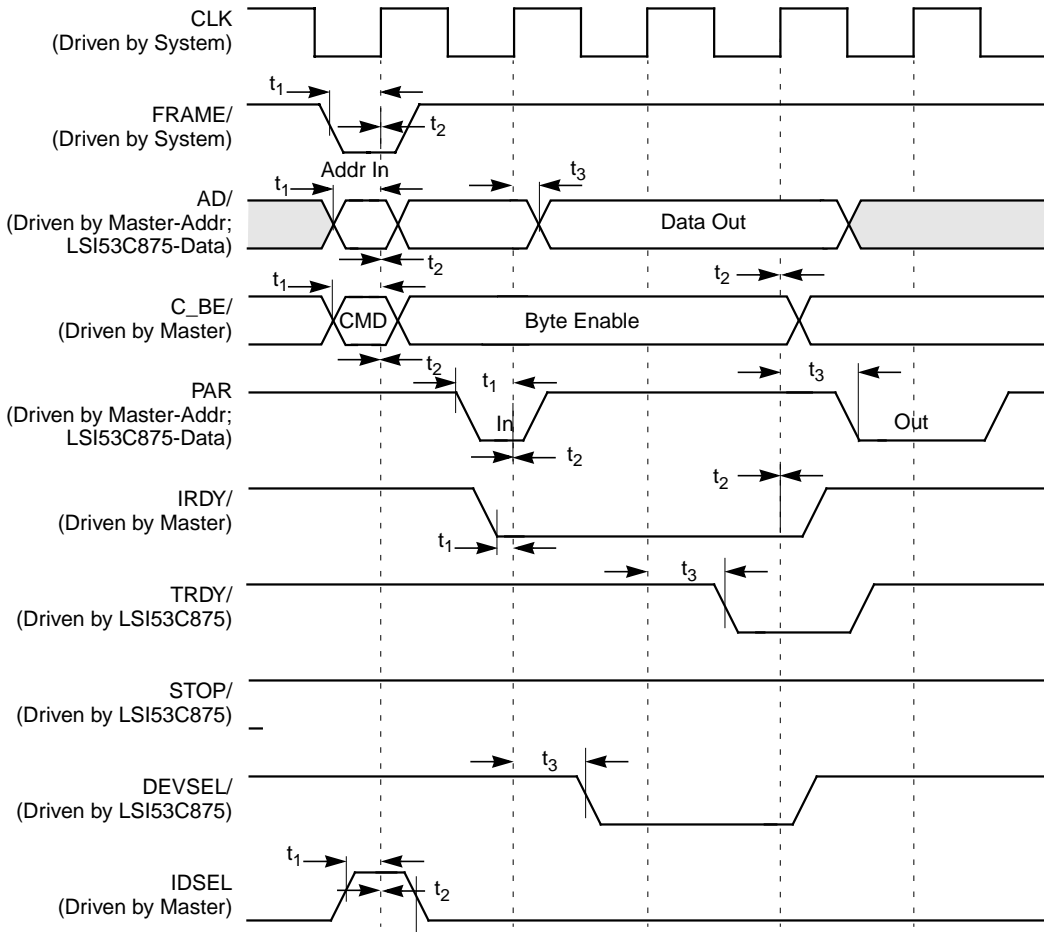 CLK
(Driven by System)
t1
FRAME/
(Driven by System)
t2
Addr In
t1
t3
AD/
(Driven by Master-Addr;
LSI53C875-Data)
Data Out
t2
t2
t1
C_BE/
(Driven by Master)
CMD
Byte Enable
t2
t1
t3
PAR
(Driven by Master-Addr;
LSI53C875-Data)
In
Out
t2
t2
IRDY/
(Driven by Master)
t1
t3
TRDY/
(Driven by LSI53C875)
STOP/
(Driven by LSI53C875)
t3
DEVSEL/
(Driven by LSI53C875)
t1
IDSEL
(Driven by Master)
t2